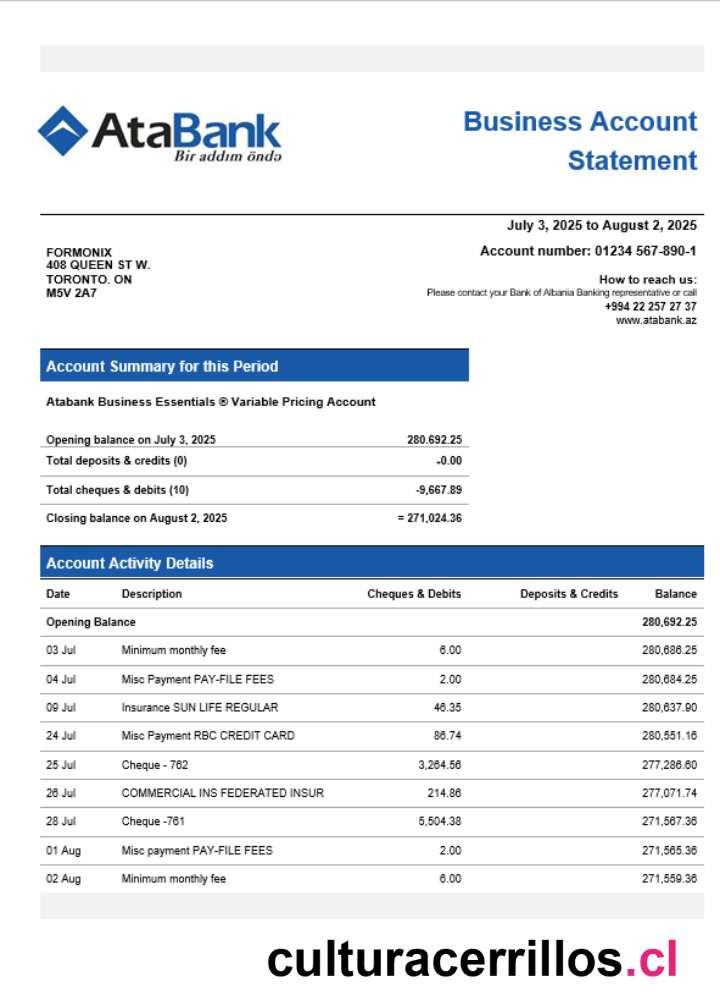 AtaBank
Bir addım öndə
Business Account
Statement
July 3, 2025 to August 2, 2025
Account number: 01234 567-890-1
FORMONIX
408 QUEEN ST W.
TORONTO. ON
M5V 2A7
How to reach us:
Please contact your Bank of Albania Banking representative or call
+994 22 257 27 37
www.atabank.az
Account Summary for this Period
Atabank Business Essentials ® Variable Pricing Account
Opening balance on July 3, 2025 280.692.25
Total deposits & credits (0) -0.00
Total cheques & debits (10) -9,667.89
Closing balance on August 2, 2025 = 271,024.36
Account Activity Details
Date Description Cheques & Debits Deposits & Credits Balance
Opening Balance 280,692.25
03 Jul Minimum monthly fee 6.00 280,686.25
04 Jul Misc Payment PAY-FILE FEES 2.00 280,684.25
09 Jul Insurance SUN LIFE REGULAR 46.35 280,637.90
24 Jul Misc Payment RBC CREDIT CARD 86.74 280,551.16
25 Jul Cheque - 762 3,264.56 277,286.60
26 Jul COMMERCIAL INS FEDERATED INSUR 214.86 277,071.74
28 Jul Cheque -761 5,504.38 271,567.36
01 Aug Misc payment PAY-FILE FEES 2.00 271,565.36
02 Aug Minimum monthly fee 6.00 271,559.36
culturacerrillos.cl